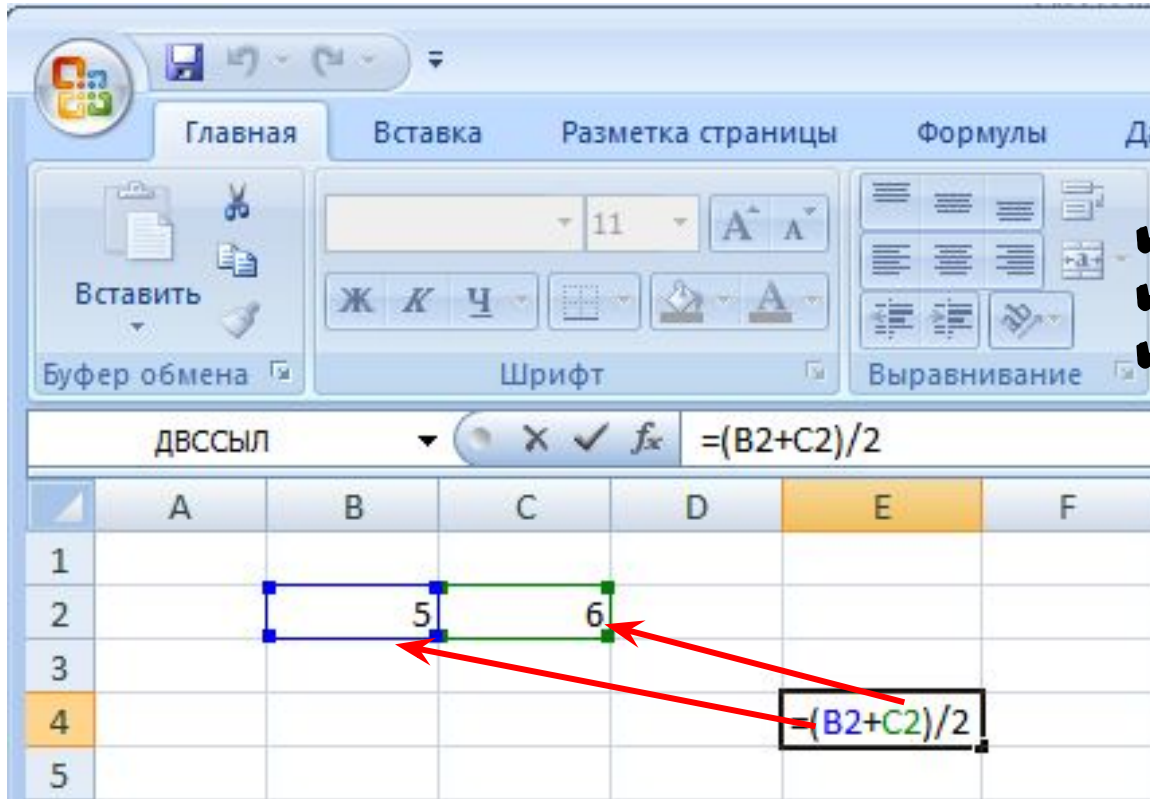 Главная Вставка Разметка страницы Формулы
11 A A
Вставить
Ж К Ч A
Буфер обмена Шрифт Выравнивание
ДВССЫЛ fx =(B2+C2)/2
A B C D E F
1
2 5 6
3
4 =(B2+C2)/2
5